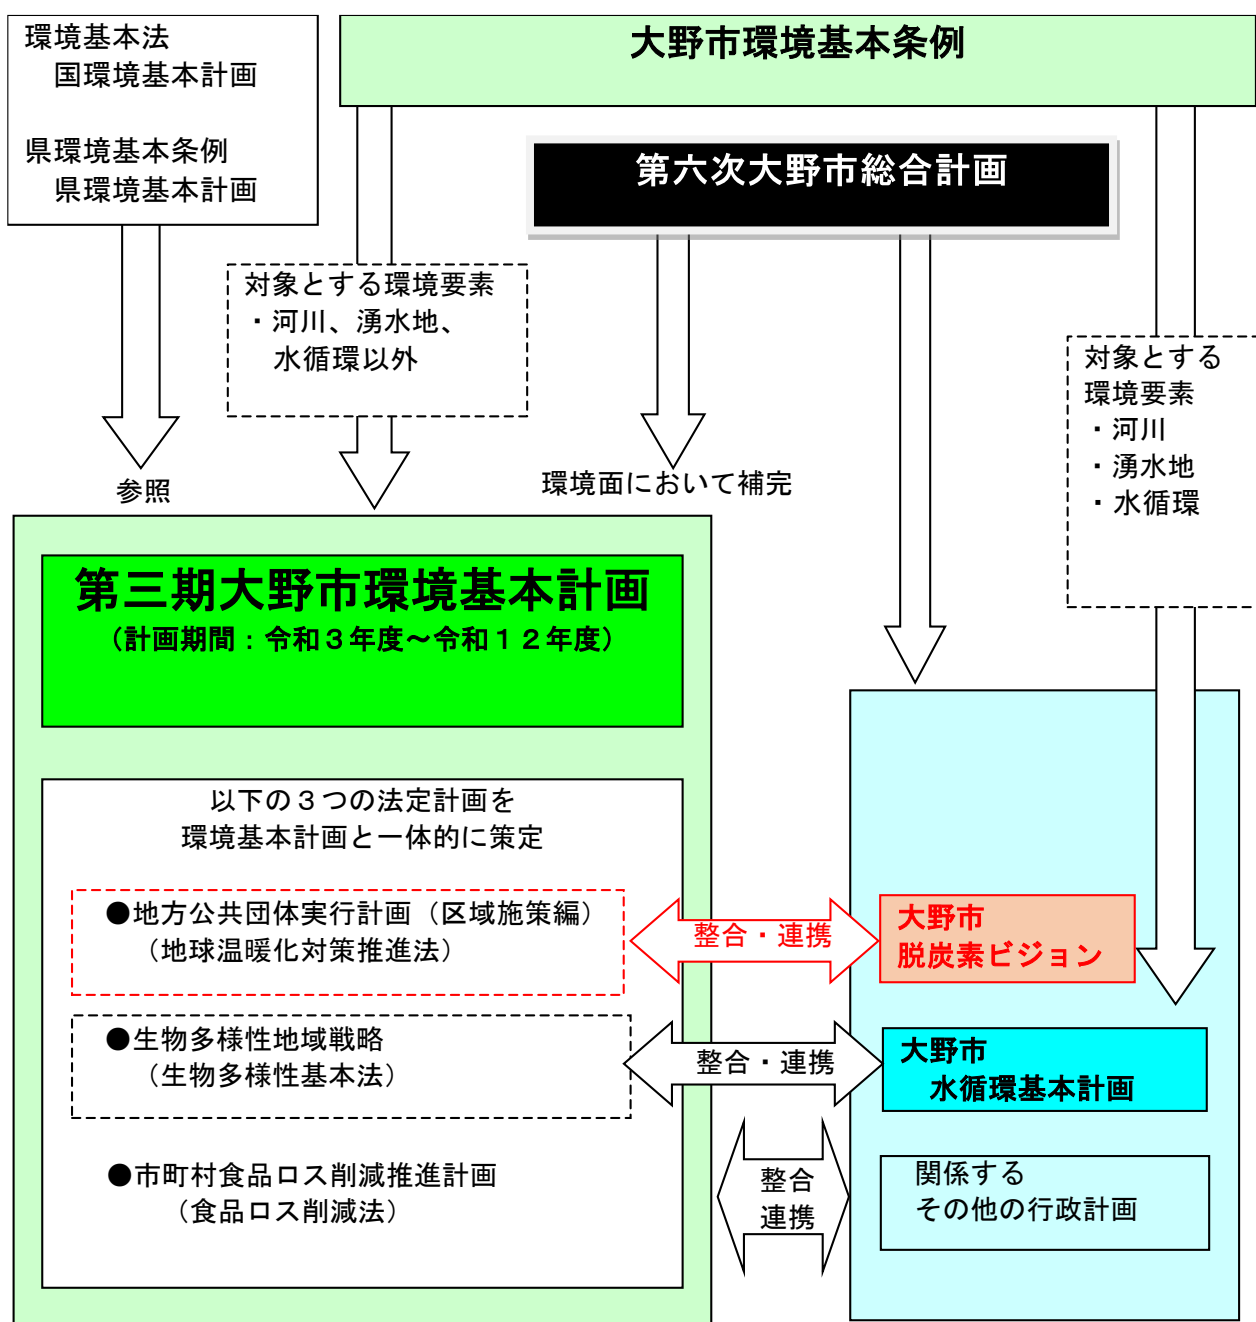 環境基本法
国環境基本計画
県環境基本条例
県環境基本計画
大野市環境基本条例
第六次大野市総合計画
対象とする環境要素
・河川、湧水地、
水循環以外
対象とする
環境要素
・河川
・湧水地
・水循環
参照
環境面において補完
第三期大野市環境基本計画
（計画期間：令和３年度～令和１２年度）
以下の３つの法定計画を
環境基本計画と一体的に策定
●地方公共団体実行計画（区域施策編）
（地球温暖化対策推進法）
整合・連携
大野市
脱炭素ビジョン
●生物多様性地域戦略
（生物多様性基本法）
整合・連携
大野市
水循環基本計画
●市町村食品ロス削減推進計画
（食品ロス削減法）
整合
連携
関係する
その他の行政計画